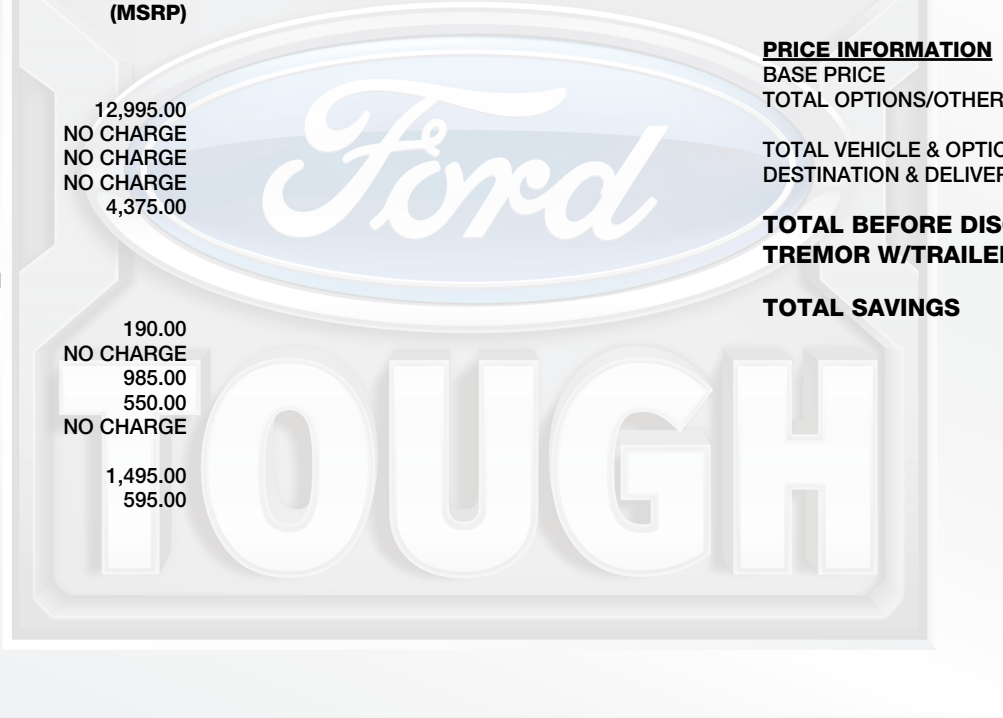 (MSRP)
12,995.00
NO CHARGE
NO CHARGE
NO CHARGE
4,375.00
190.00
NO CHARGE
985.00
550.00
NO CHARGE
1,495.00
595.00
PRICE INFORMATION
BASE PRICE
TOTAL OPTIONS/OTHER
TOTAL VEHICLE & OPTIO
DESTINATION & DELIVER
TOTAL BEFORE DIS
TREMOR W/TRAILE
TOTAL SAVINGS
Ford
TOUGH